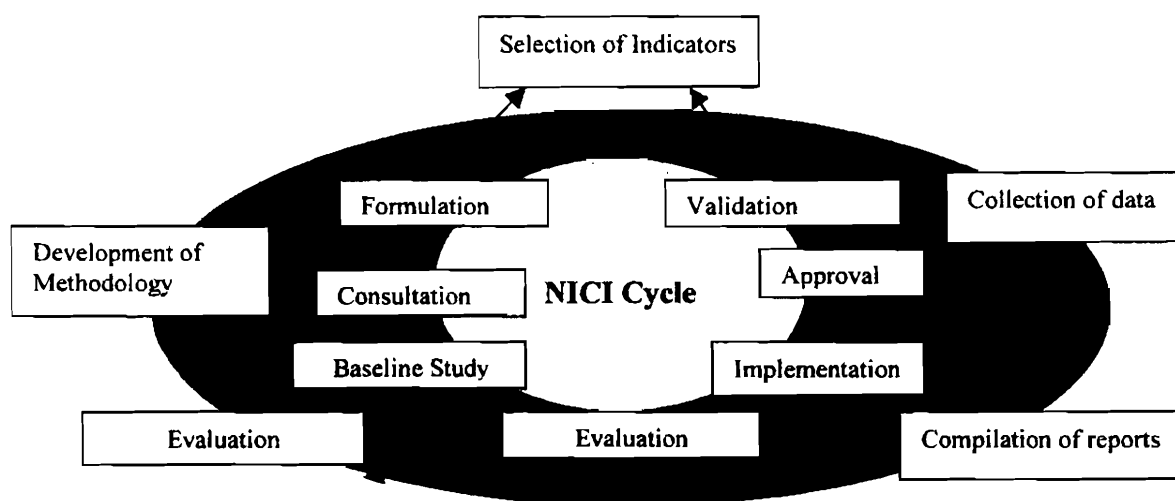 Selection of Indicators
Formulation
Validation
Collection of data
Development of
Methodology
Consultation
NICI Cycle
Approval
Baseline Study
Implementation
Evaluation
Evaluation
Compilation of reports